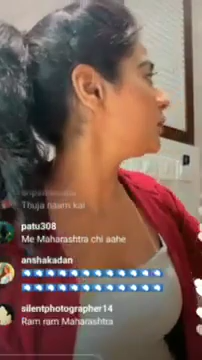 Thuja naam kai
patu308
Me Maharashtra chi aahe
anshakadan
silentphotographer14
Ram ram Maharashtra